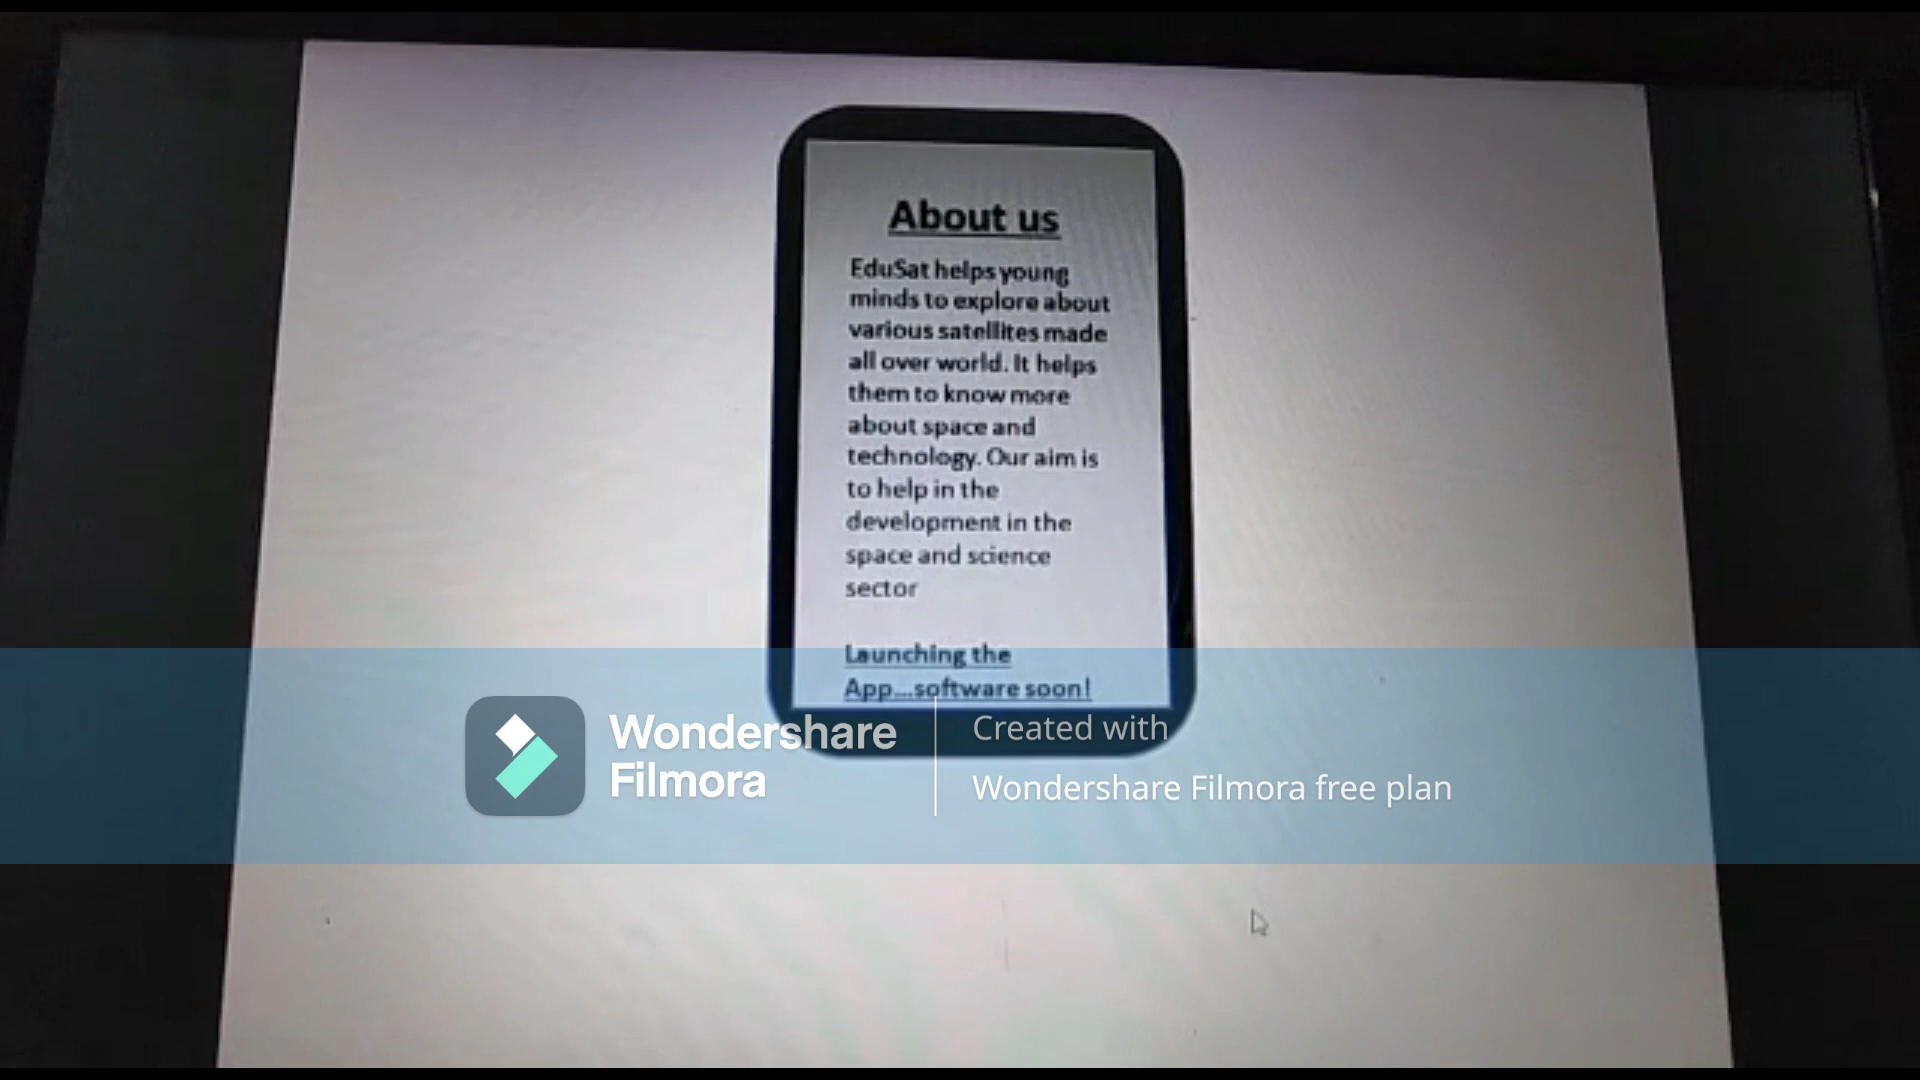 About us
EduSat helps young
minds to explore about
various satellites made
all over world. It helps
them to know more
about space and
technology. Our aim is
to help in the
development in the
space and science
sector
Launching the
App...software soon!
Wondershare
Filmora
Created with
Wondershare Filmora free plan